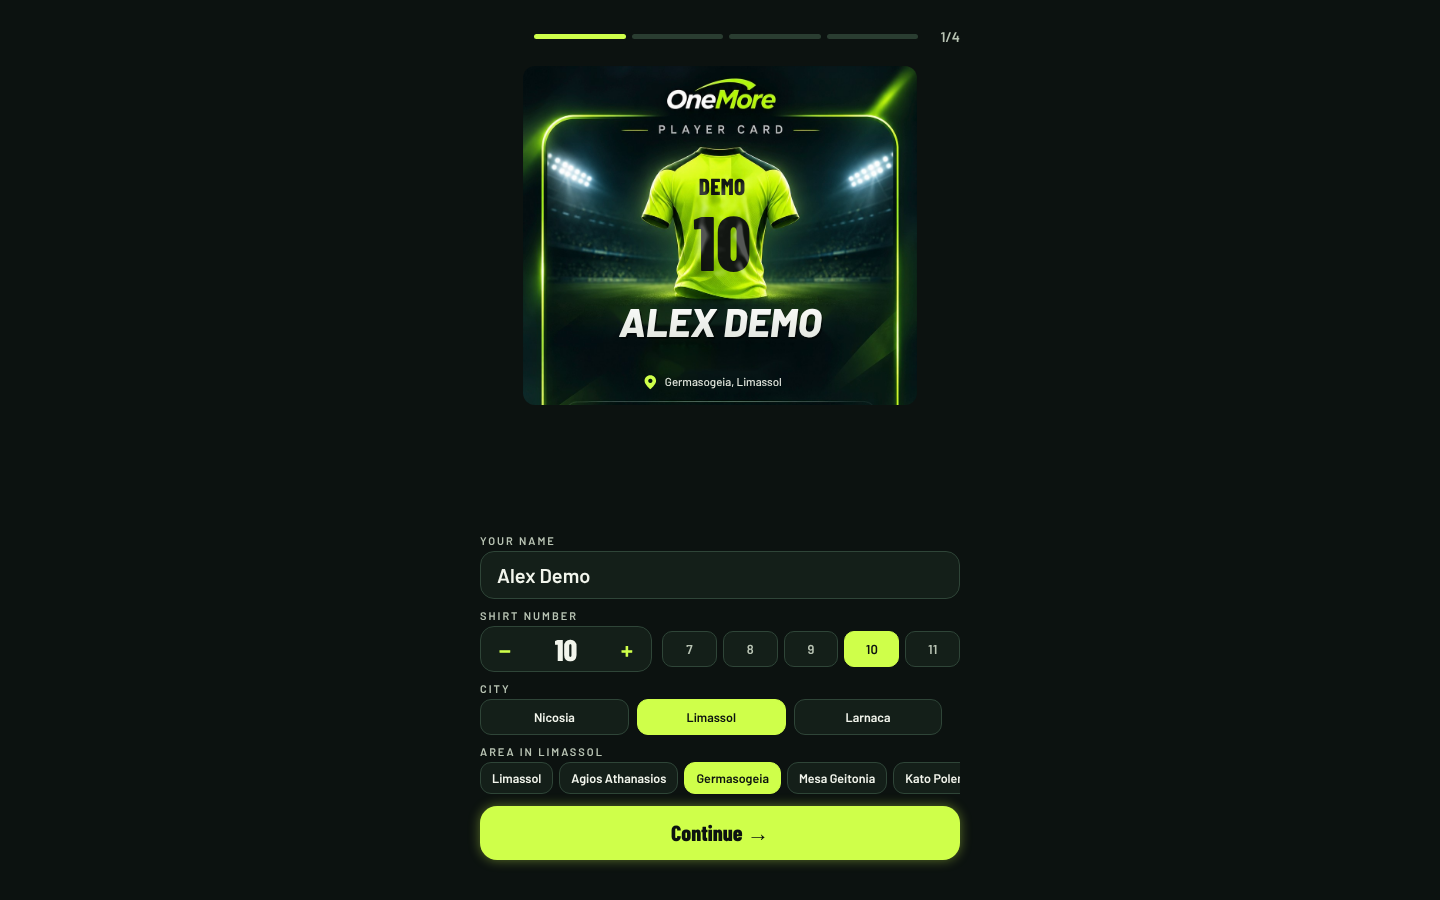 1/4
OneMore
PLAYER CARD
DEMO
10
ALEX DEMO
Germasogeia, Limassol
YOUR NAME
Alex Demo
SHIRT NUMBER
− 10 + 7 8 9 10 11
CITY
Nicosia Limassol Larnaca
AREA IN LIMASSOL
Limassol Agios Athanasios Germasogeia Mesa Geitonia Kato
Continue →